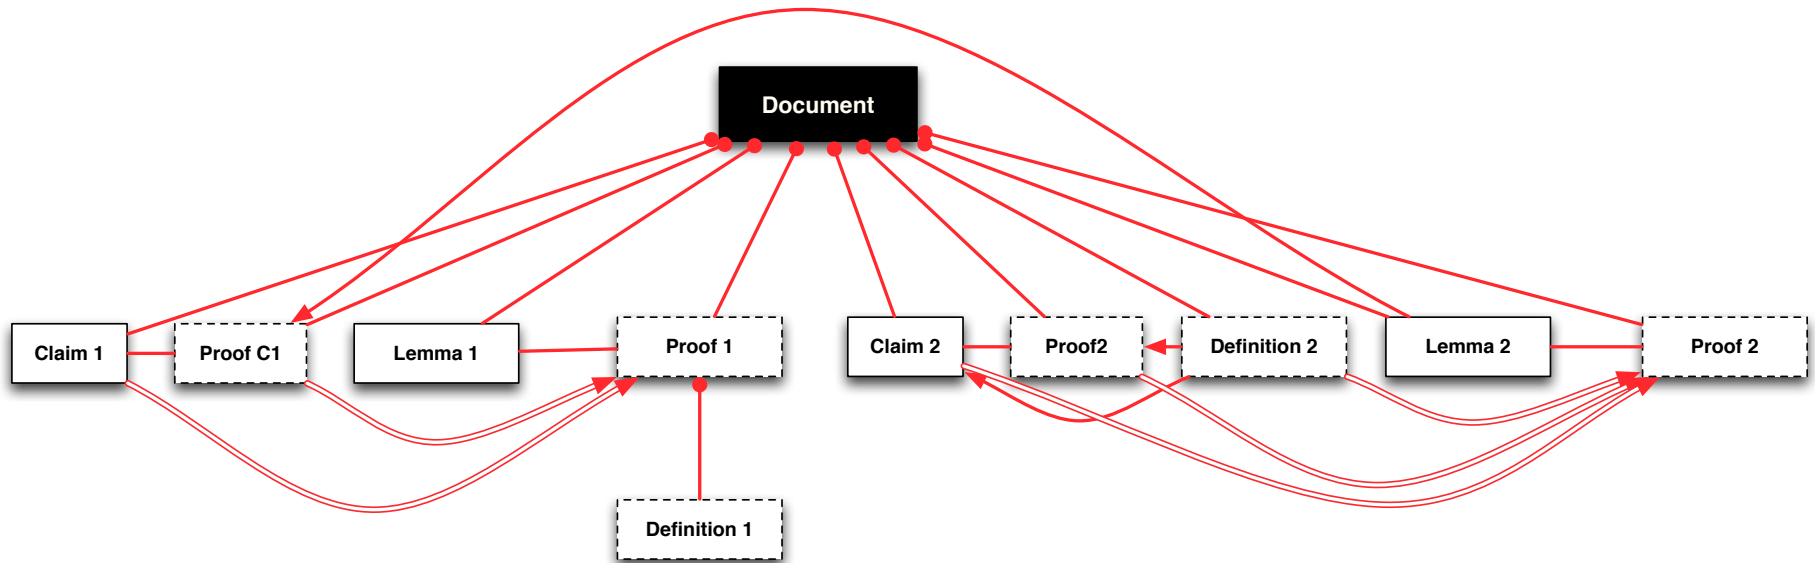 Document
Claim 1
Proof C1
Lemma 1
Proof 1
Claim 2
Proof2
Definition 2
Lemma 2
Proof 2
Definition 1